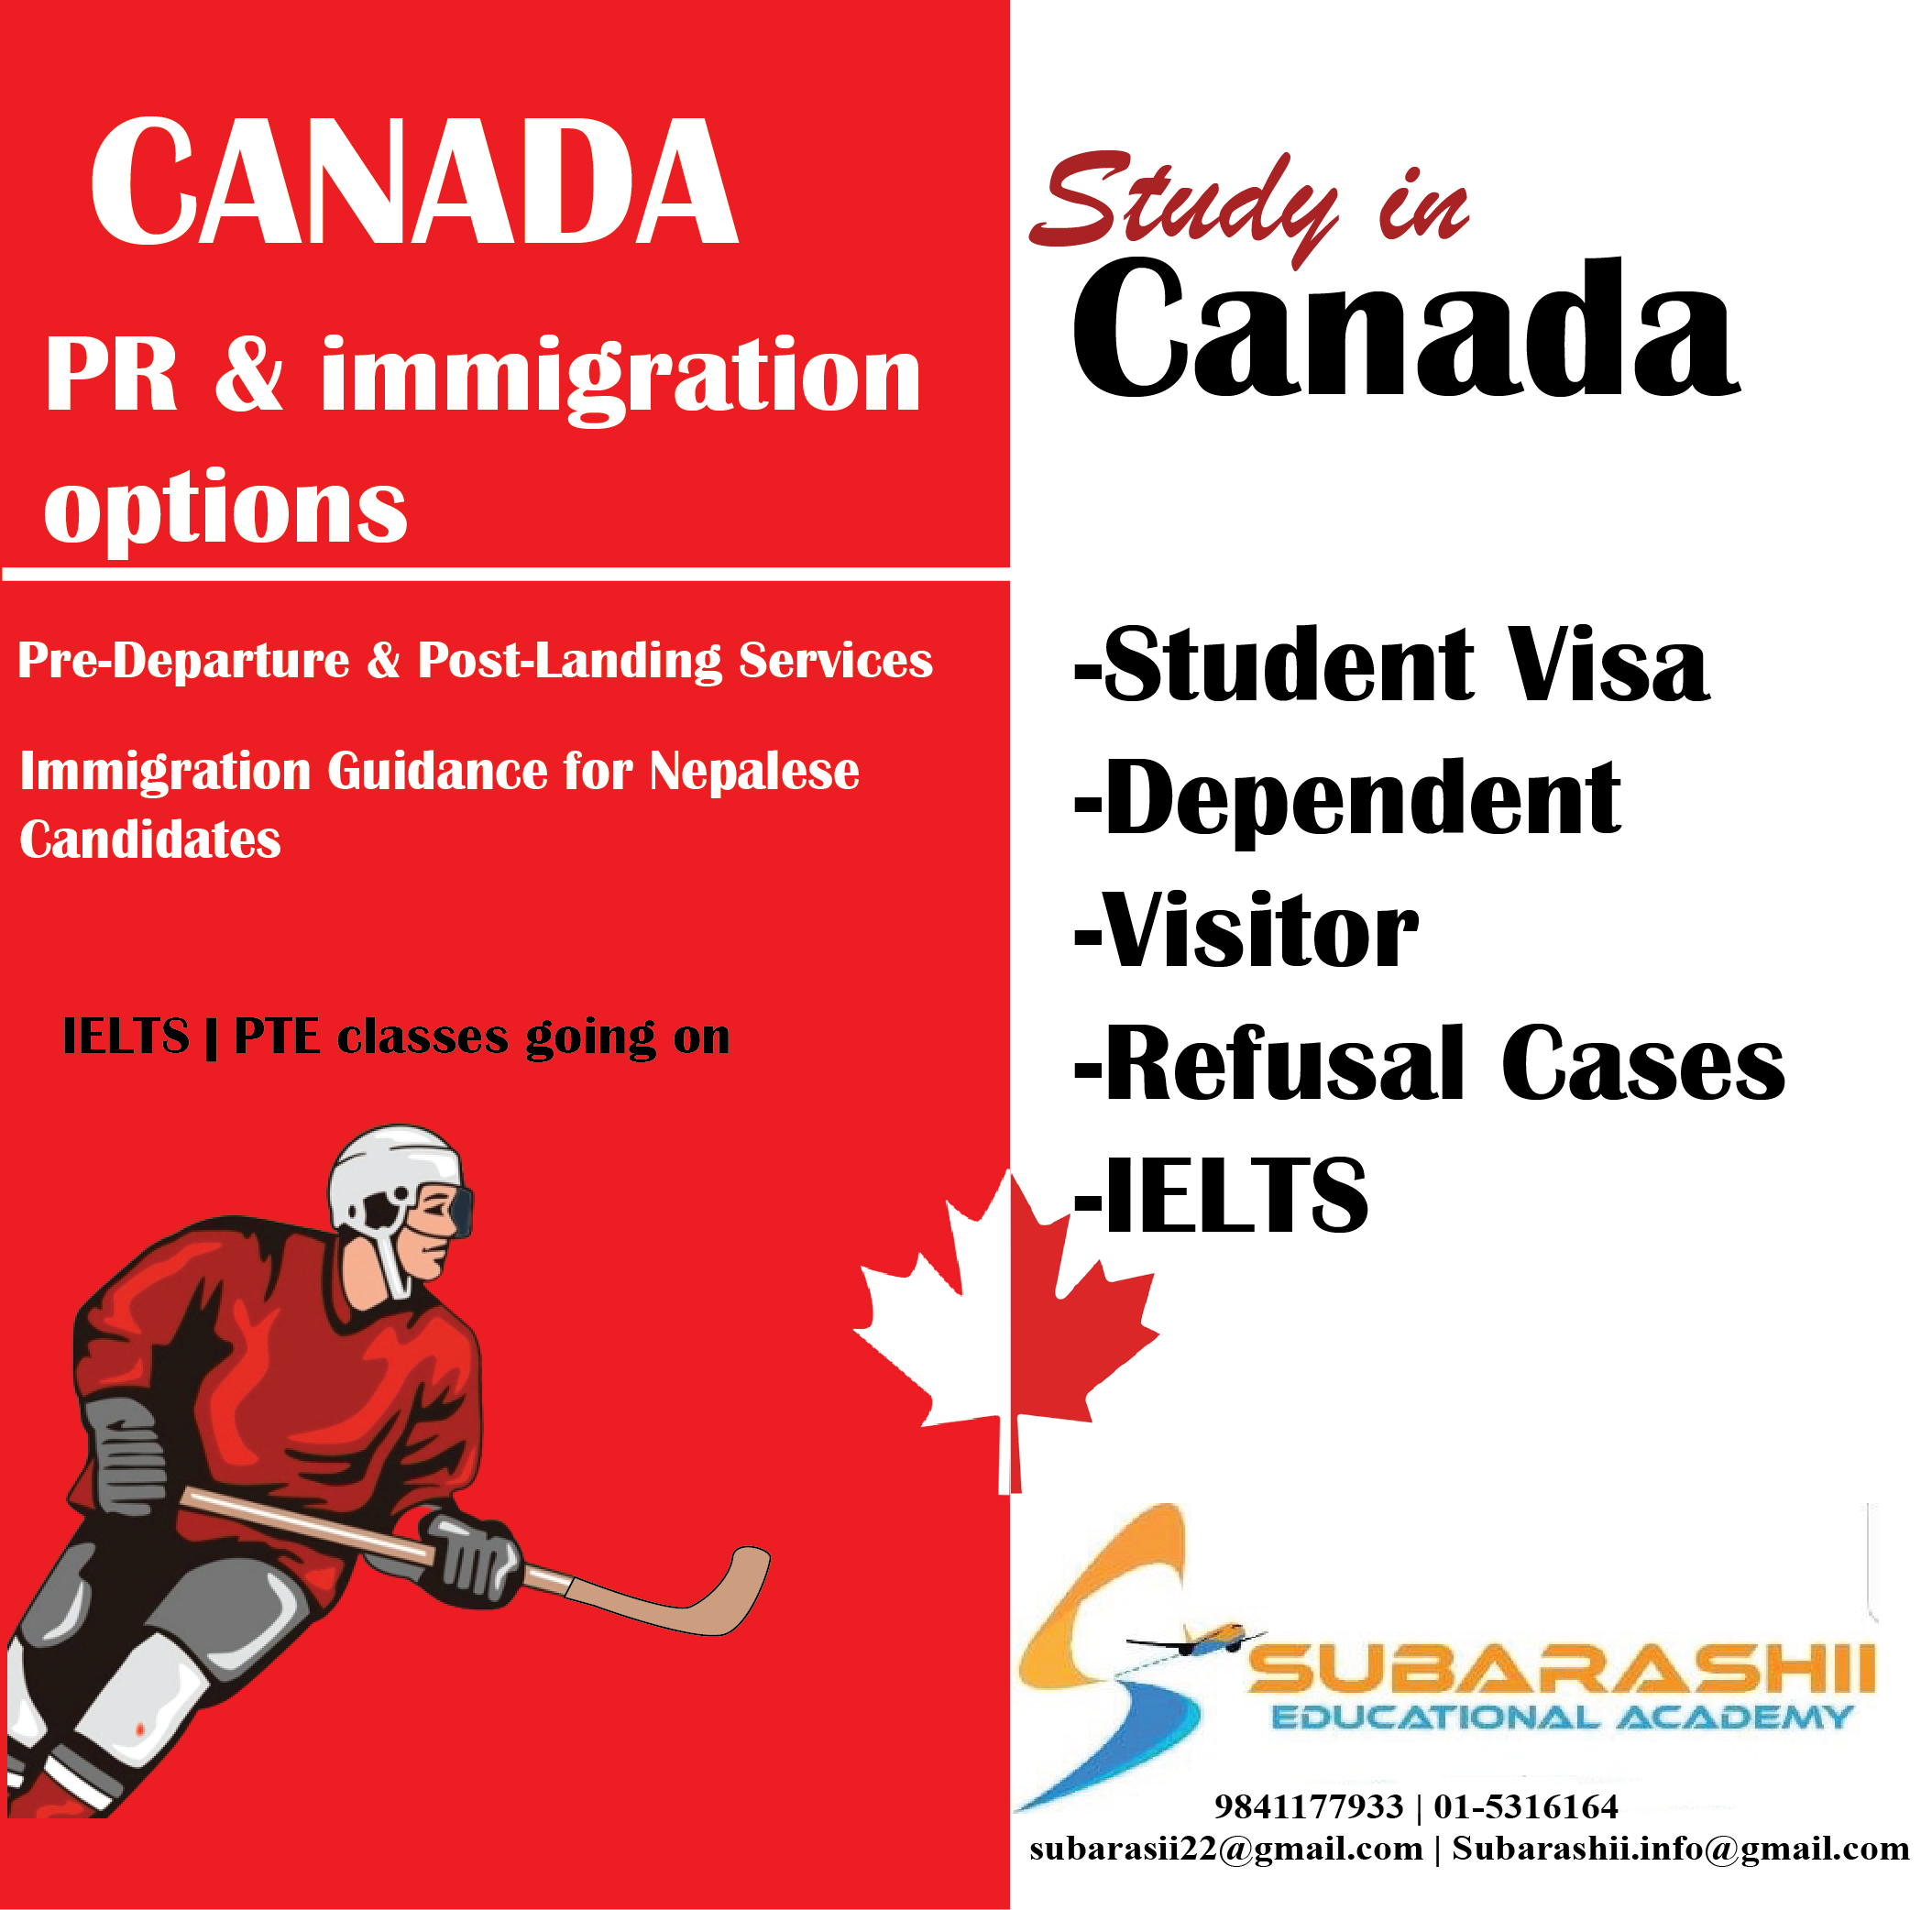 CANADA
PR & immigration
options
Pre-Departure & Post-Landing Services
Immigration Guidance for Nepalese
Candidates
IELTS | PTE classes going on
Study in
Canada
-Student Visa
-Dependent
-Visitor
-Refusal Cases
-IELTS
SUBARASHII
EDUCATIONAL ACADEMY
9841177933 | 01-5316164
subarasii22@gmail.com | Subarashii.info@gmail.com